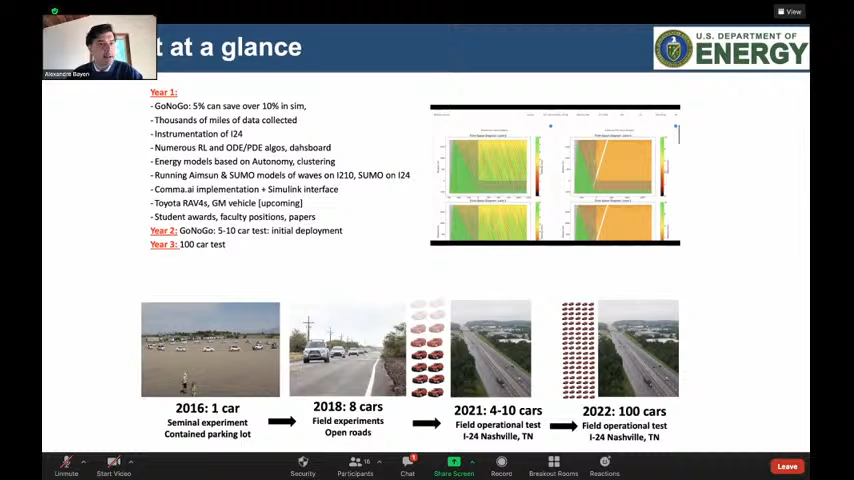 View
t at a glance
U.S. DEPARTMENT OF
ENERGY
Alexandre Bayen
Year 1:
- GoNoGo: 5% can save over 10% in sim,
- Thousands of miles of data collected
- Instrumentation of I24
- Numerous RL and ODE/PDE algos, dahsboard
- Energy models based on Autonomy, clustering
- Running Aimsun & SUMO models of waves on I210, SUMO on I24
- Comma.ai implementation + Simulink interface
- Toyota RAV4s, GM vehicle [upcoming]
- Student awards, faculty positions, papers
Year 2: GoNoGo: 5-10 car test: initial deployment
Year 3: 100 car test
2016: 1 car
Seminal experiment
Contained parking lot
2018: 8 cars
Field experiments
Open roads
2021: 4-10 cars
Field operational test
I-24 Nashville, TN
2022: 100 cars
Field operational test
I-24 Nashville, TN
Unmute
Start Video
Security
16
Participants
1
Chat
Share Screen
Record
Breakout Rooms
Reactions
Leave